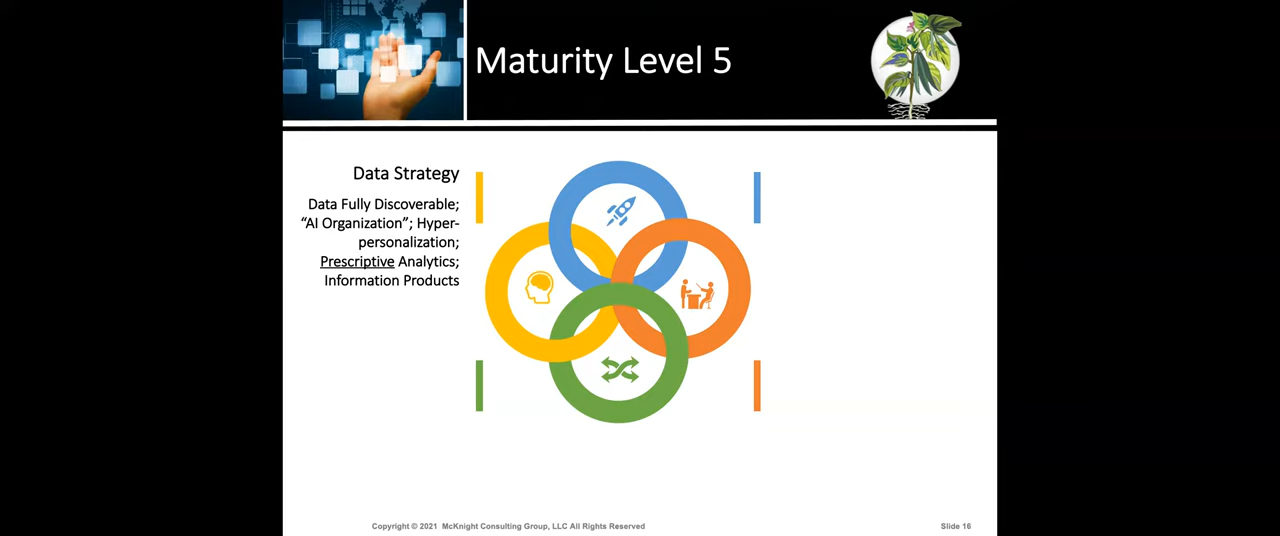 Maturity Level 5
Data Strategy
Data Fully Discoverable;
“AI Organization”; Hyper-
personalization;
Prescriptive Analytics;
Information Products
Copyright © 2021 McKnight Consulting Group, LLC All Rights Reserved
Slide 16